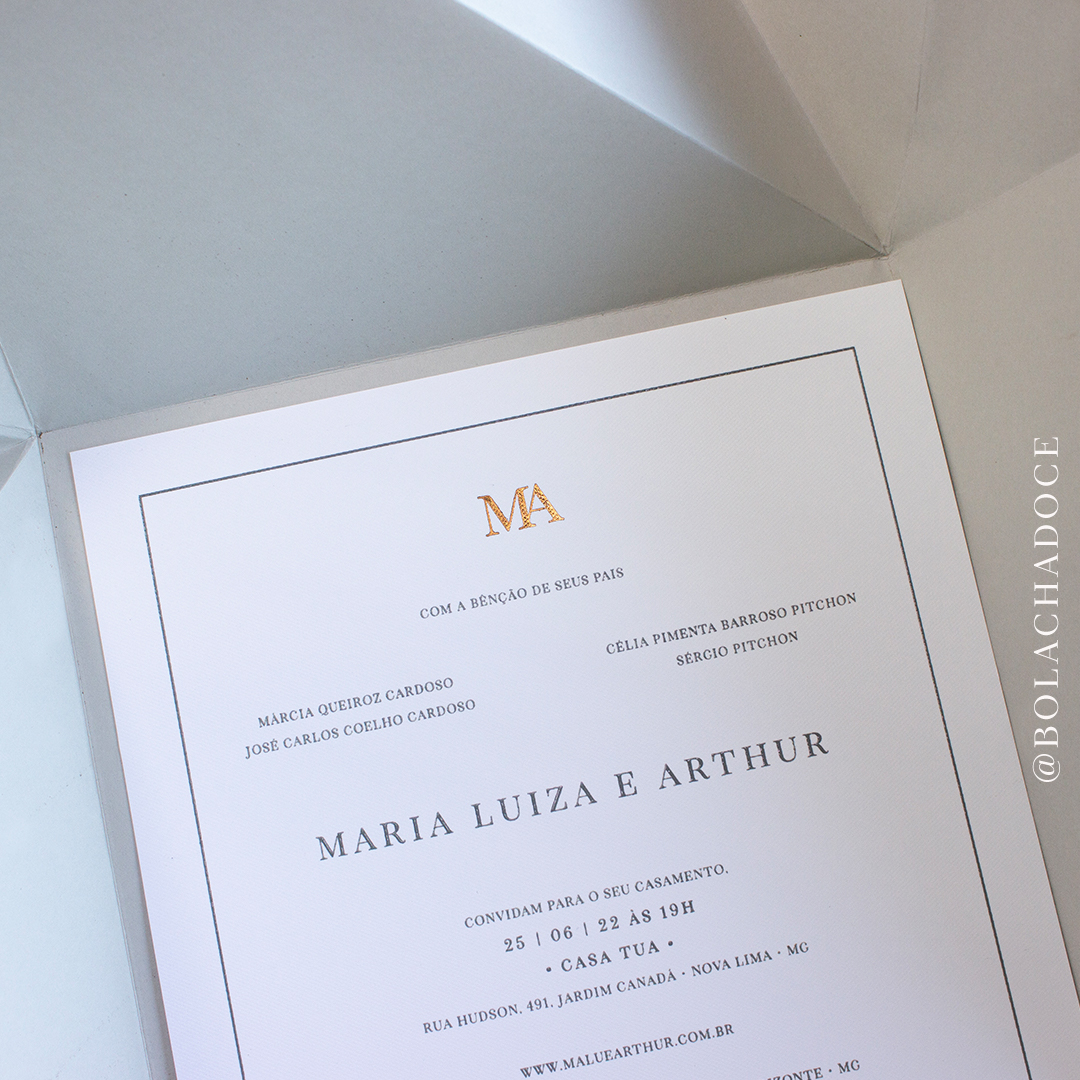 MA
COM A BÊNÇÃO DE SEUS PAIS
MÁRCIA QUEIROZ CARDOSO
JOSÉ CARLOS COELHO CARDOSO
CÉLIA PIMENTA BARROSO PITCHON
SÉRGIO PITCHON
MARIA LUIZA E ARTHUR
CONVIDAM PARA O SEU CASAMENTO,
25 | 06 | 22 ÀS 19H
• CASA TUA •
RUA HUDSON, 491, JARDIM CANADÁ • NOVA LIMA • MG
WWW.MALUEARTHUR.COM.BR
• MG
@BOLACHADOCE